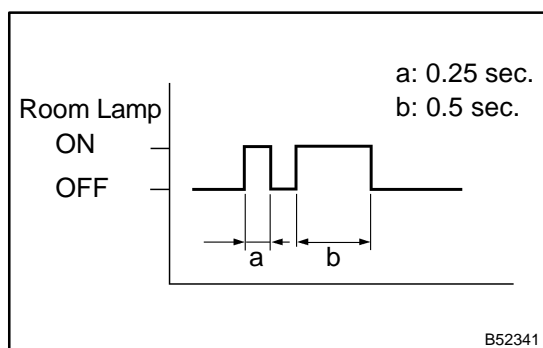 a: 0.25 sec.
b: 0.5 sec.
Room Lamp
ON
OFF
a
b
B52341